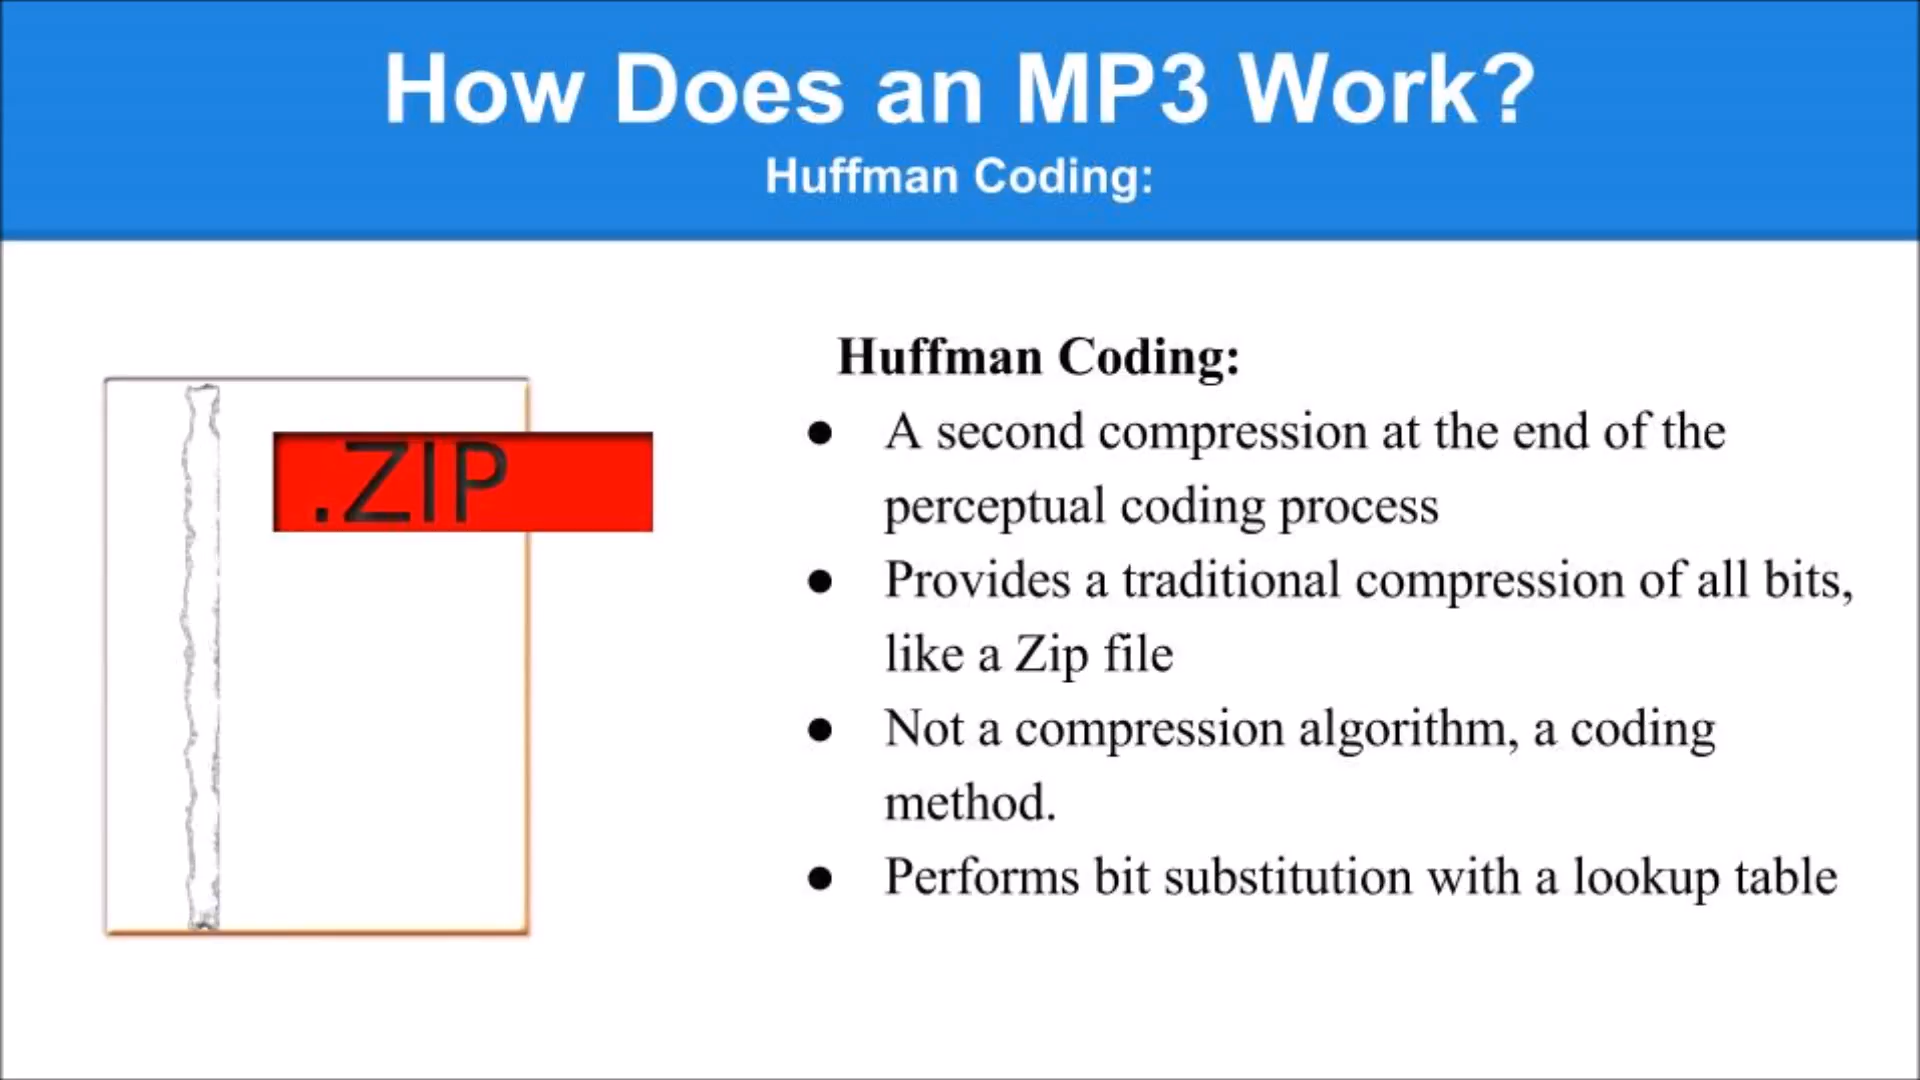 How Does an MP3 Work?
Huffman Coding:
.ZIP
Huffman Coding:
● A second compression at the end of the
perceptual coding process
● Provides a traditional compression of all bits,
like a Zip file
● Not a compression algorithm, a coding
method.
● Performs bit substitution with a lookup table